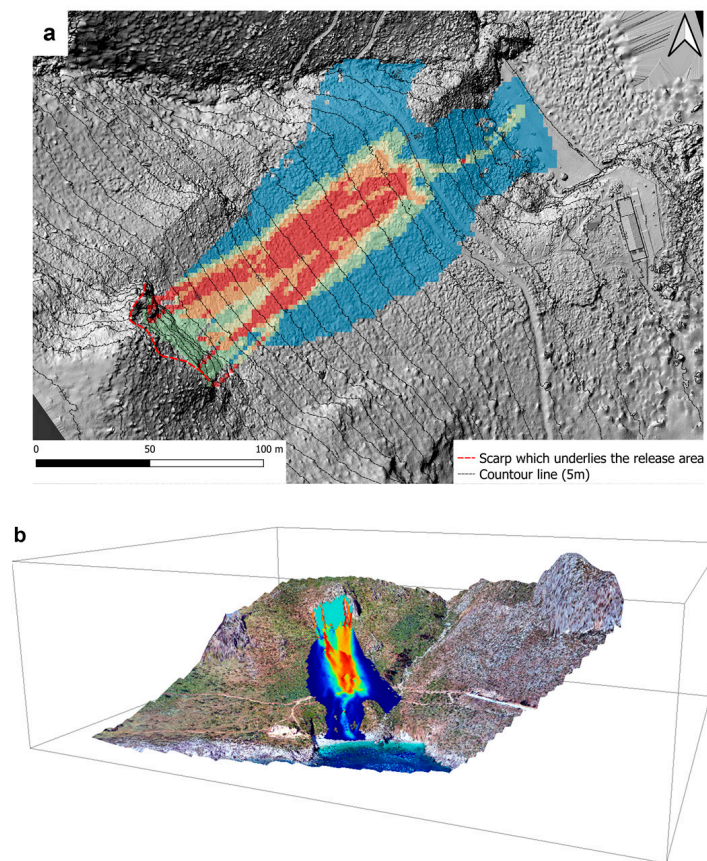 a
0 50 100 m
Scarp which underlies the release area
Countour line (5m)
b